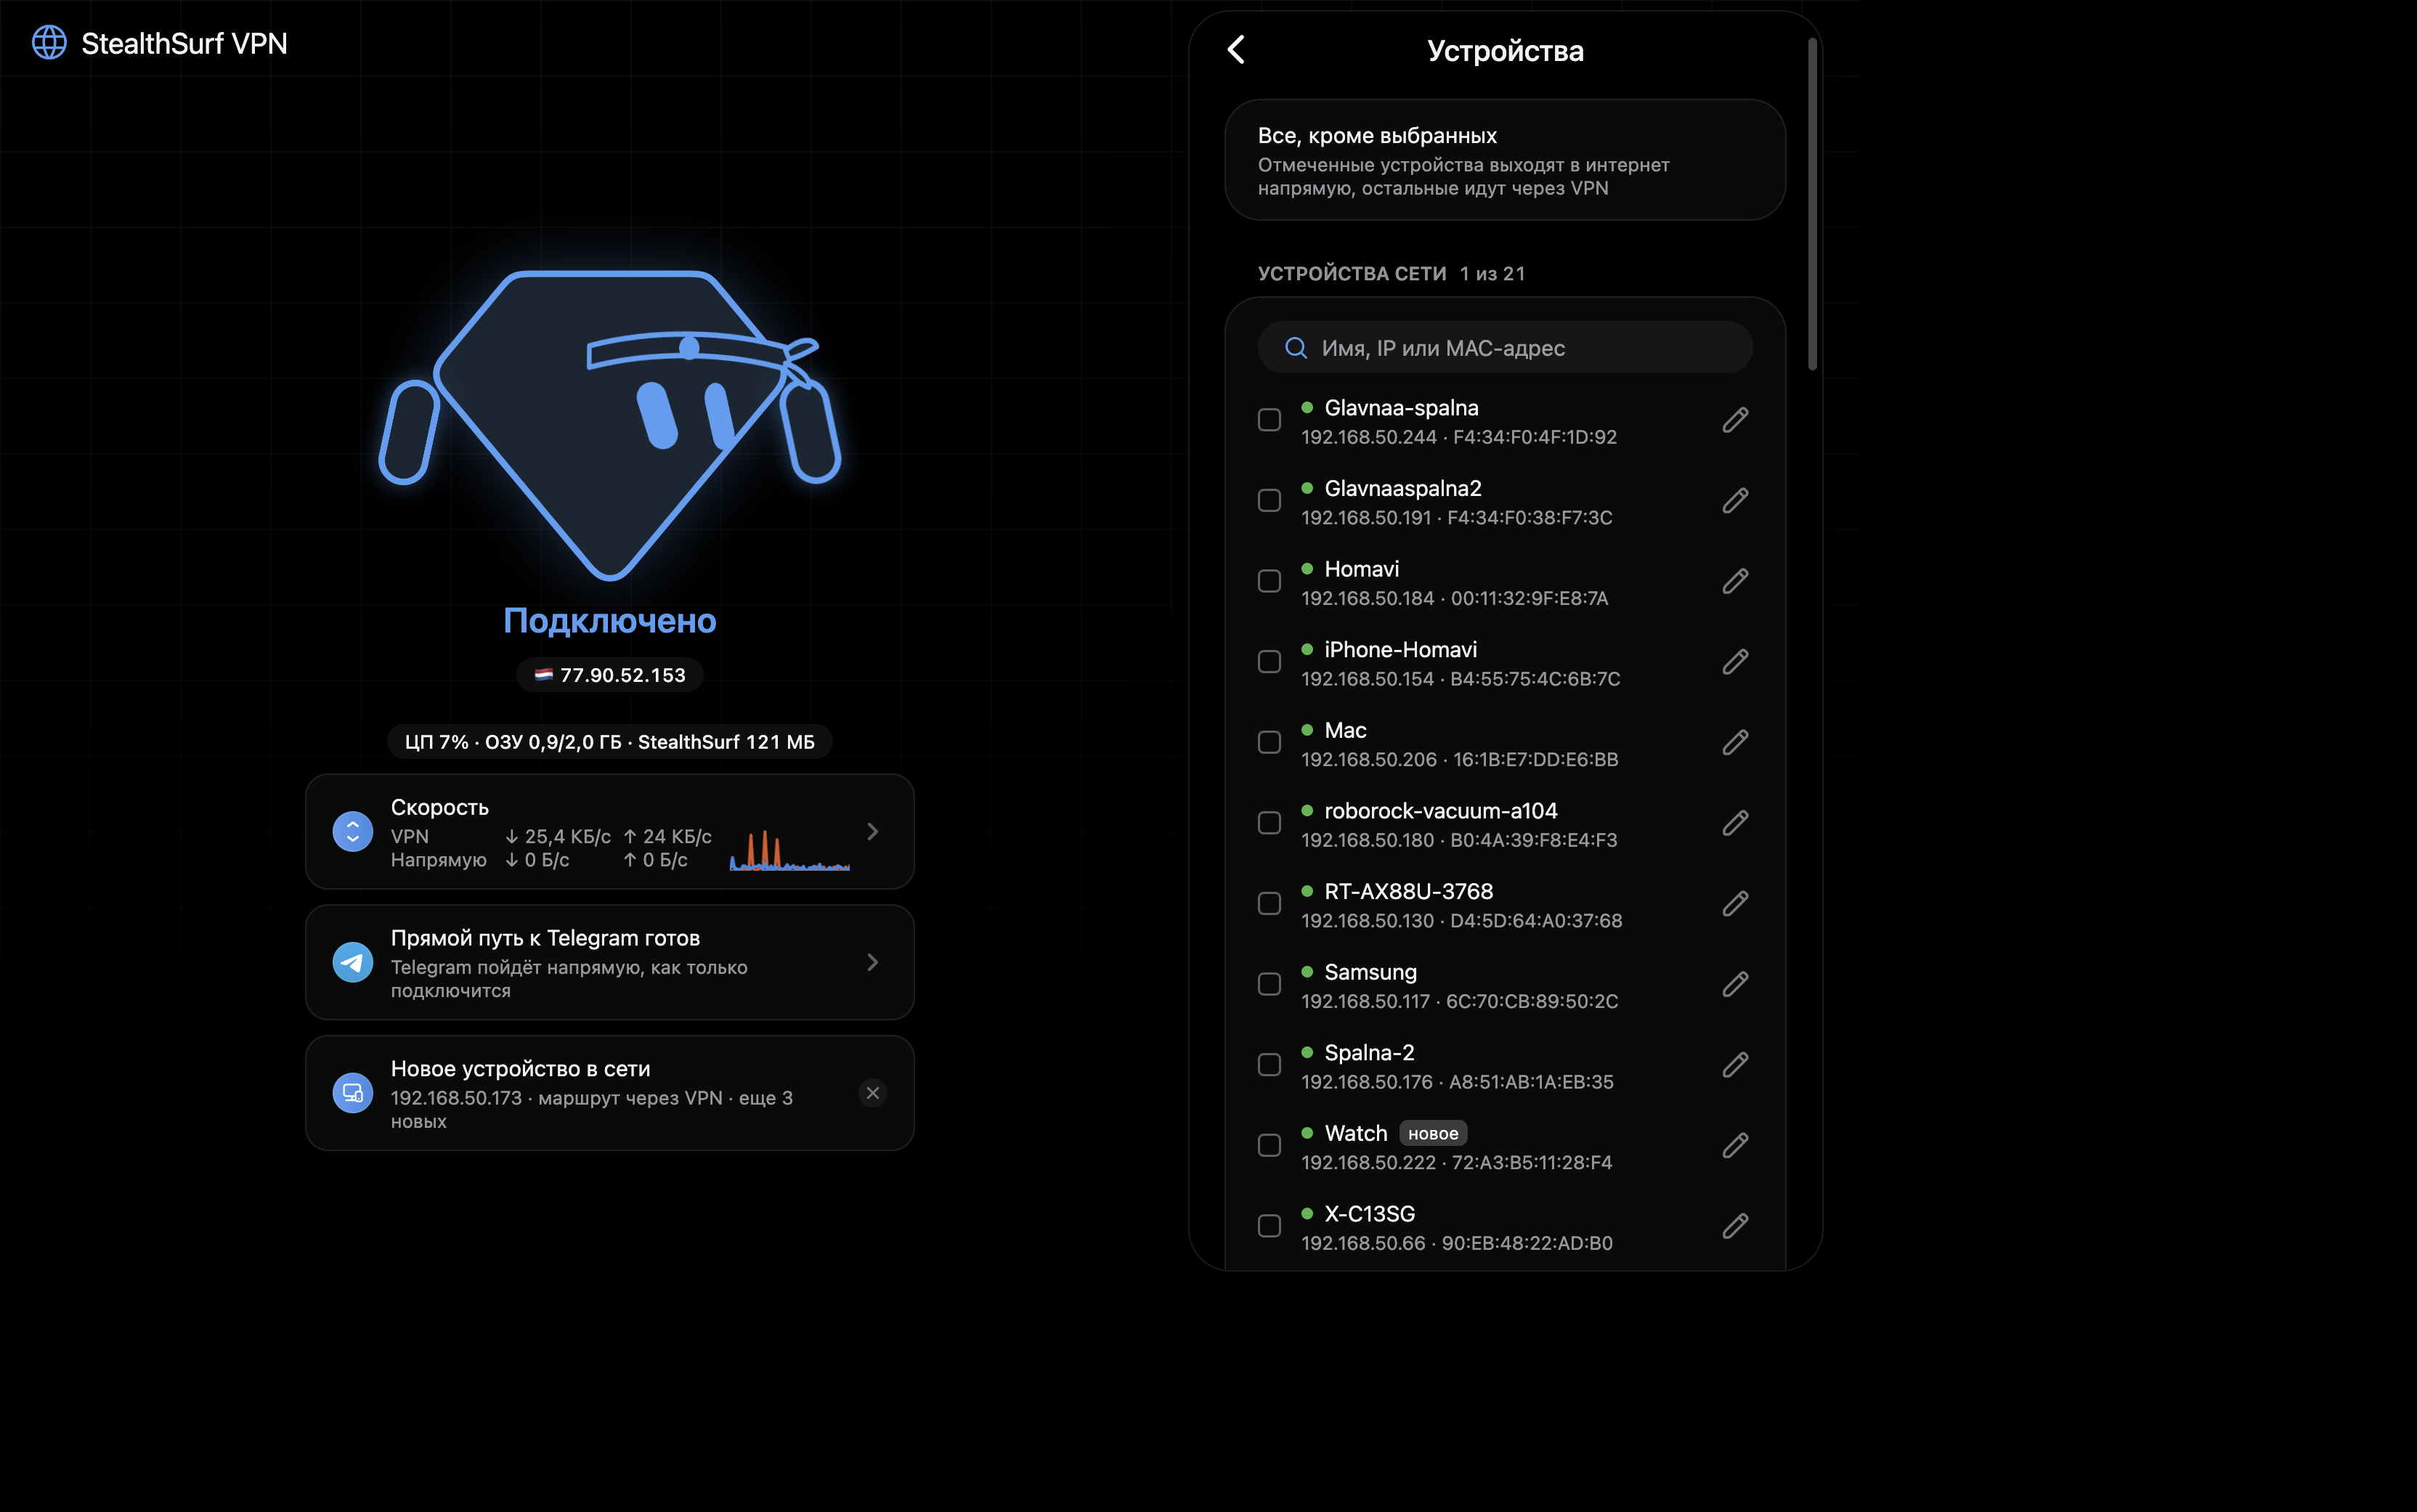 StealthSurf VPN
Подключено
77.90.52.153
ЦП 7% · ОЗУ 0,9/2,0 ГБ · StealthSurf 121 МБ
Скорость
VPN ↓ 25,4 КБ/с ↑ 24 КБ/с
Напрямую ↓ 0 Б/с ↑ 0 Б/с
Прямой путь к Telegram готов
Telegram пойдёт напрямую, как только
подключится
Новое устройство в сети
192.168.50.173 · маршрут через VPN · еще 3
новых
Устройства
Все, кроме выбранных
Отмеченные устройства выходят в интернет
напрямую, остальные идут через VPN
УСТРОЙСТВА СЕТИ 1 из 21
Имя, IP или MAC-адрес
Glavnaa-spalna
192.168.50.244 · F4:34:F0:4F:1D:92
Glavnaaspalna2
192.168.50.191 · F4:34:F0:38:F7:3C
Homavi
192.168.50.184 · 00:11:32:9F:E8:7A
iPhone-Homavi
192.168.50.154 · B4:55:75:4C:6B:7C
Mac
192.168.50.206 · 16:1B:E7:DD:E6:BB
roborock-vacuum-a104
192.168.50.180 · B0:4A:39:F8:E4:F3
RT-AX88U-3768
192.168.50.130 · D4:5D:64:A0:37:68
Samsung
192.168.50.117 · 6C:70:CB:89:50:2C
Spalna-2
192.168.50.176 · A8:51:AB:1A:EB:35
Watch новое
192.168.50.222 · 72:A3:B5:11:28:F4
X-C13SG
192.168.50.66 · 90:EB:48:22:AD:B0